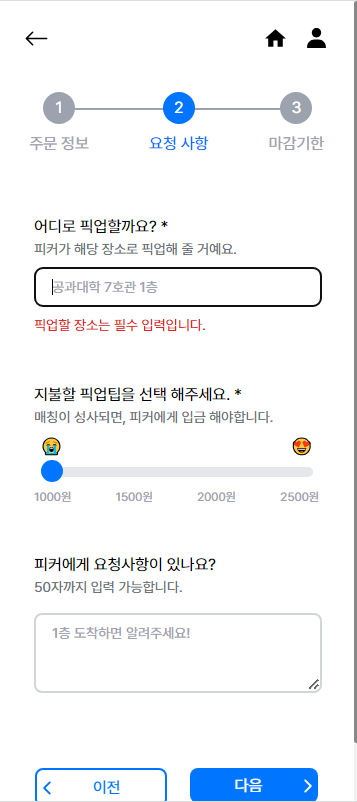 1 2 3
주문 정보 요청 사항 마감기한
어디로 픽업할까요? *
피커가 해당 장소로 픽업해 줄 거예요.
공과대학 7호관 1층
픽업할 장소는 필수 입력입니다.
지불할 픽업팁을 선택 해주세요. *
매칭이 성사되면, 피커에게 입금 해야합니다.
1000원 1500원 2000원 2500원
피커에게 요청사항이 있나요?
50자까지 입력 가능합니다.
1층 도착하면 알려주세요!
이전 다음